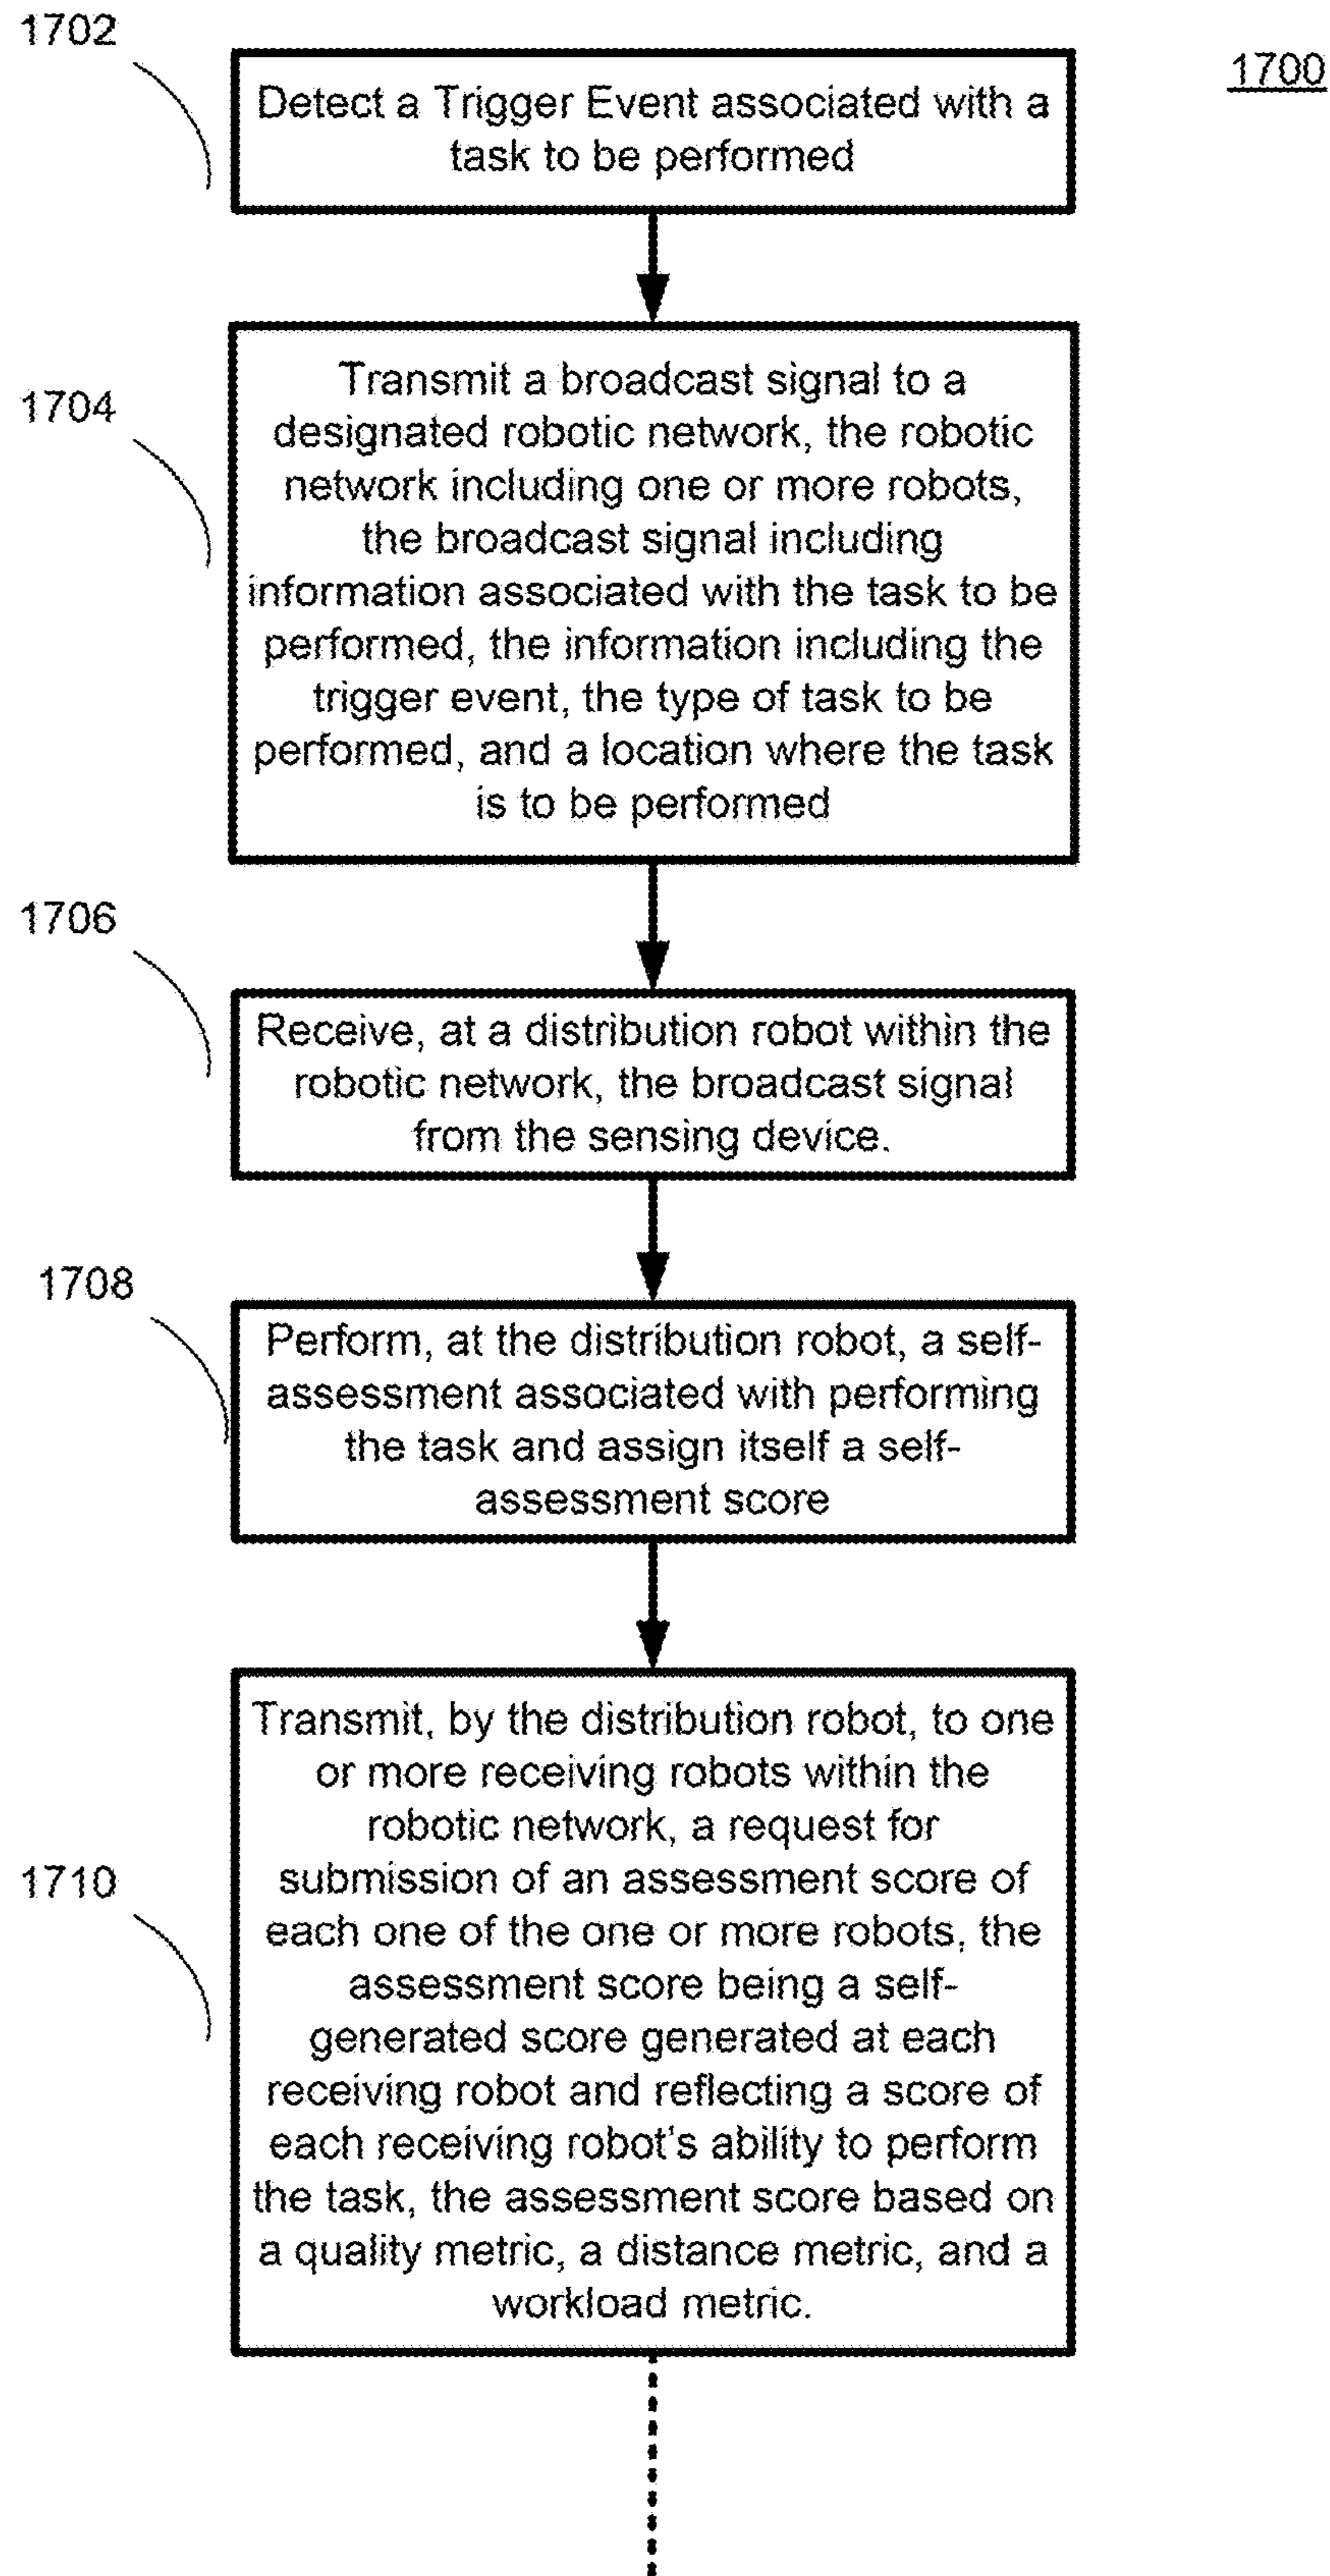 1702
1700
Detect a Trigger Event associated with a
task to be performed
1704
Transmit a broadcast signal to a
designated robotic network, the robotic
network including one or more robots,
the broadcast signal including
information associated with the task to be
performed, the information including the
trigger event, the type of task to be
performed, and a location where the task
is to be performed
1706
Receive, at a distribution robot within the
robotic network, the broadcast signal
from the sensing device.
1708
Perform, at the distribution robot, a self-
assessment associated with performing
the task and assign itself a self-
assessment score
1710
Transmit, by the distribution robot, to one
or more receiving robots within the
robotic network, a request for
submission of an assessment score of
each one of the one or more robots, the
assessment score being a self-
generated score generated at each
receiving robot and reflecting a score of
each receiving robot's ability to perform
the task, the assessment score based on
a quality metric, a distance metric, and a
workload metric.